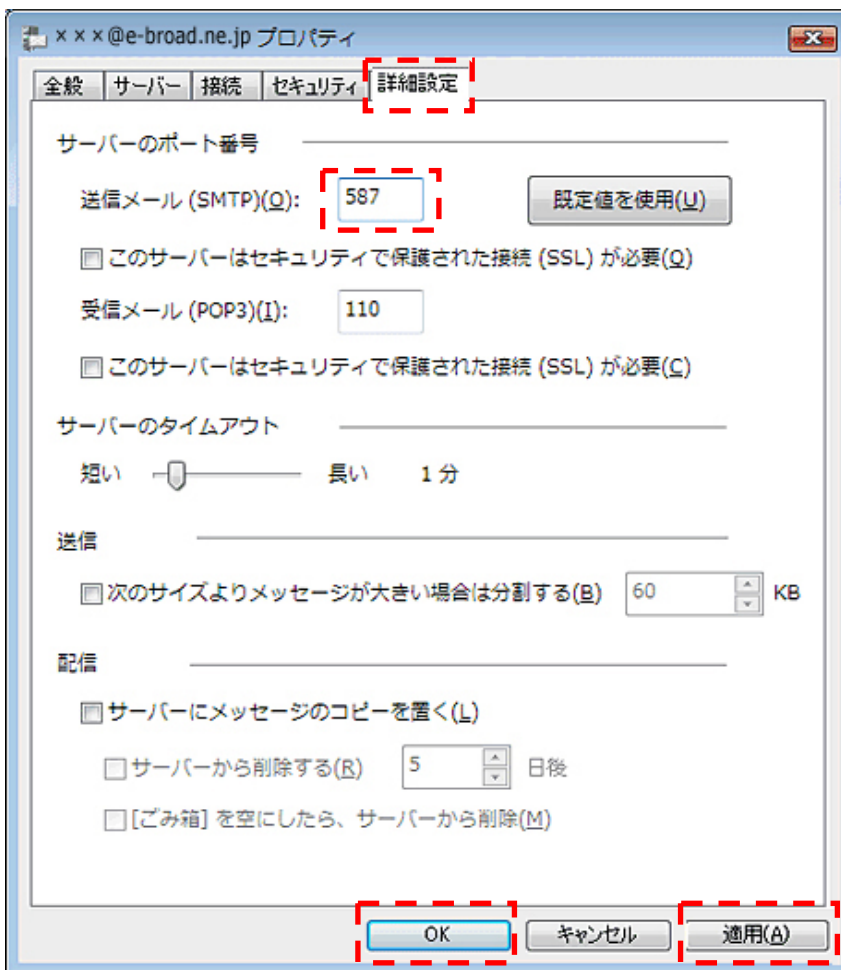 ×××@e-broad.ne.jp プロパティ
全般 サーバー 接続 セキュリティ 詳細設定
サーバーのポート番号
送信メール (SMTP)(O): 587 既定値を使用(U)
このサーバーはセキュリティで保護された接続 (SSL) が必要(Q)
受信メール (POP3)(I): 110
このサーバーはセキュリティで保護された接続 (SSL) が必要(C)
サーバーのタイムアウト
短い 長い 1 分
送信
次のサイズよりメッセージが大きい場合は分割する(B) 60 KB
配信
サーバーにメッセージのコピーを置く(L)
サーバーから削除する(R) 5 日後
[ごみ箱] を空にしたら、サーバーから削除(M)
OK キャンセル 適用(A)